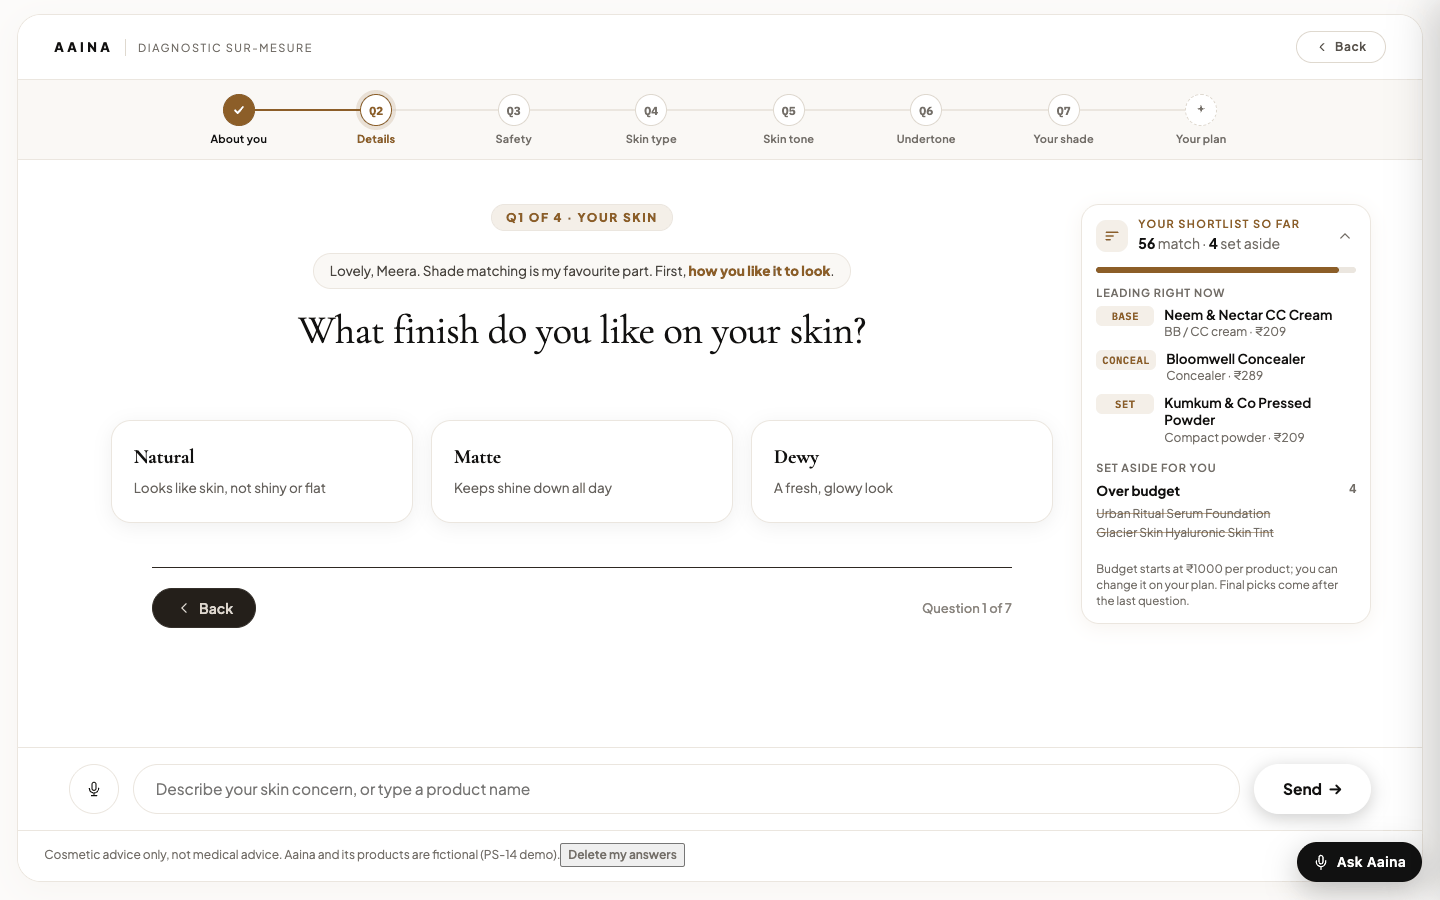 AAINA
DIAGNOSTIC SUR-MESURE
Back
Q2
Q3
Q4
Q5
Q6
Q7
About you
Details
Safety
Skin type
Skin tone
Undertone
Your shade
Your plan
Q1 OF 4 · YOUR SKIN
Lovely, Meera. Shade matching is my favourite part. First, how you like it to look.
What finish do you like on your skin?
Natural
Looks like skin, not shiny or flat
Matte
Keeps shine down all day
Dewy
A fresh, glowy look
Back
Question 1 of 7
YOUR SHORTLIST SO FAR
56 match · 4 set aside
LEADING RIGHT NOW
BASE
Neem & Nectar CC Cream
BB / CC cream · ₹209
CONCEAL
Bloomwell Concealer
Concealer · ₹289
SET
Kumkum & Co Pressed
Powder
Compact powder · ₹209
SET ASIDE FOR YOU
Over budget 4
Urban Ritual Serum Foundation
Glacier Skin Hyaluronic Skin Tint
Budget starts at ₹1000 per product; you can
change it on your plan. Final picks come after
the last question.
Describe your skin concern, or type a product name
Send →
Cosmetic advice only, not medical advice. Aaina and its products are fictional (PS-14 demo). Delete my answers
Ask Aaina